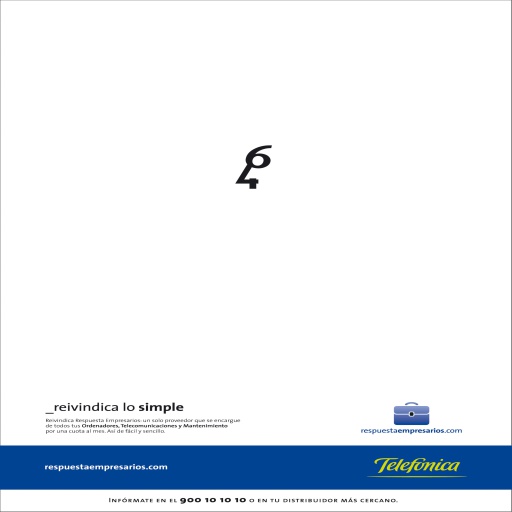 6
4
_reivindica lo simple
Reivindica Respuesta Empresarios: un solo proveedor que se encargue
de todos tus Ordenadores, Telecomunicaciones y Mantenimiento
por una cuota al mes. Así de fácil y sencillo.
respuestaempresarios.com
respuestaempresarios.com
Telefónica
Infórmate en el 900 10 10 10 o en tu distribuidor más cercano.